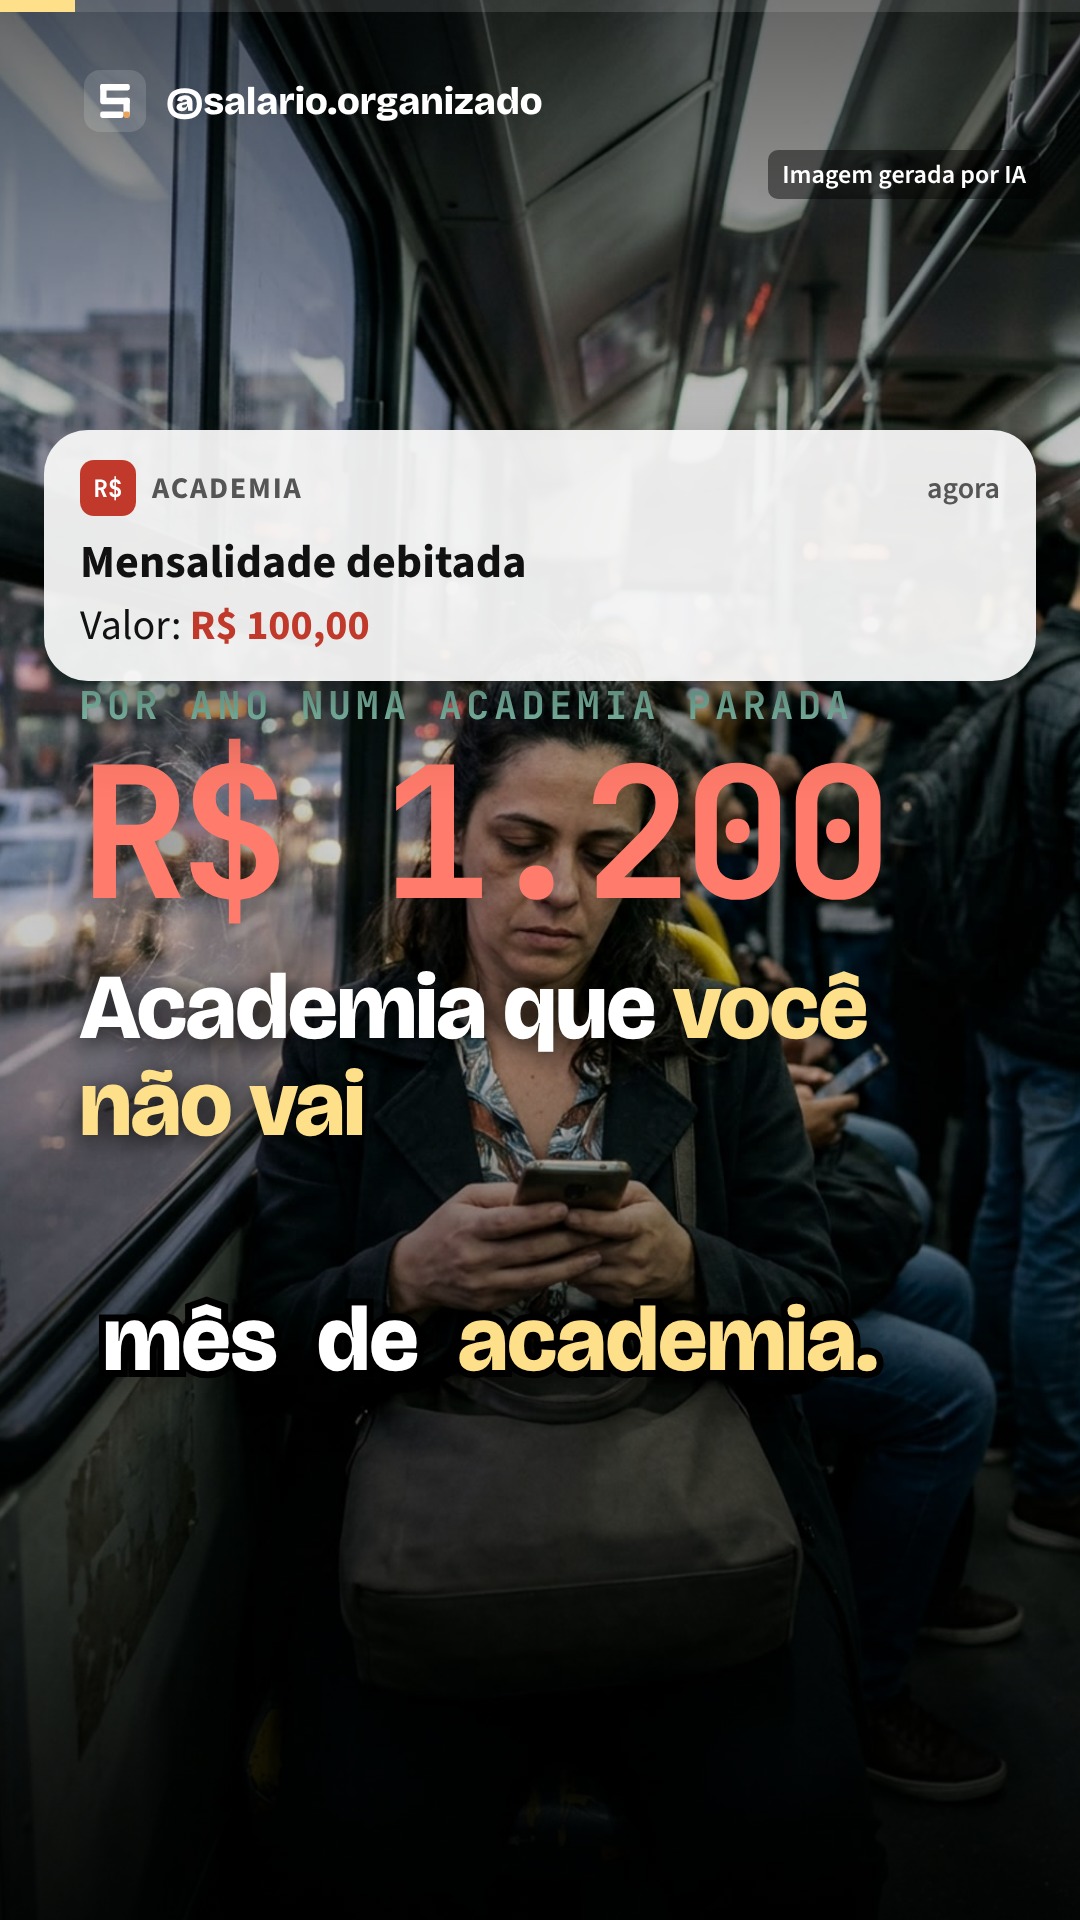 @salario.organizado
Imagem gerada por IA
R$ ACADEMIA agora
Mensalidade debitada
Valor: R$ 100,00
POR ANO NUMA ACADEMIA PARADA
R$ 1.200
Academia que você
não vai
mês de academia.